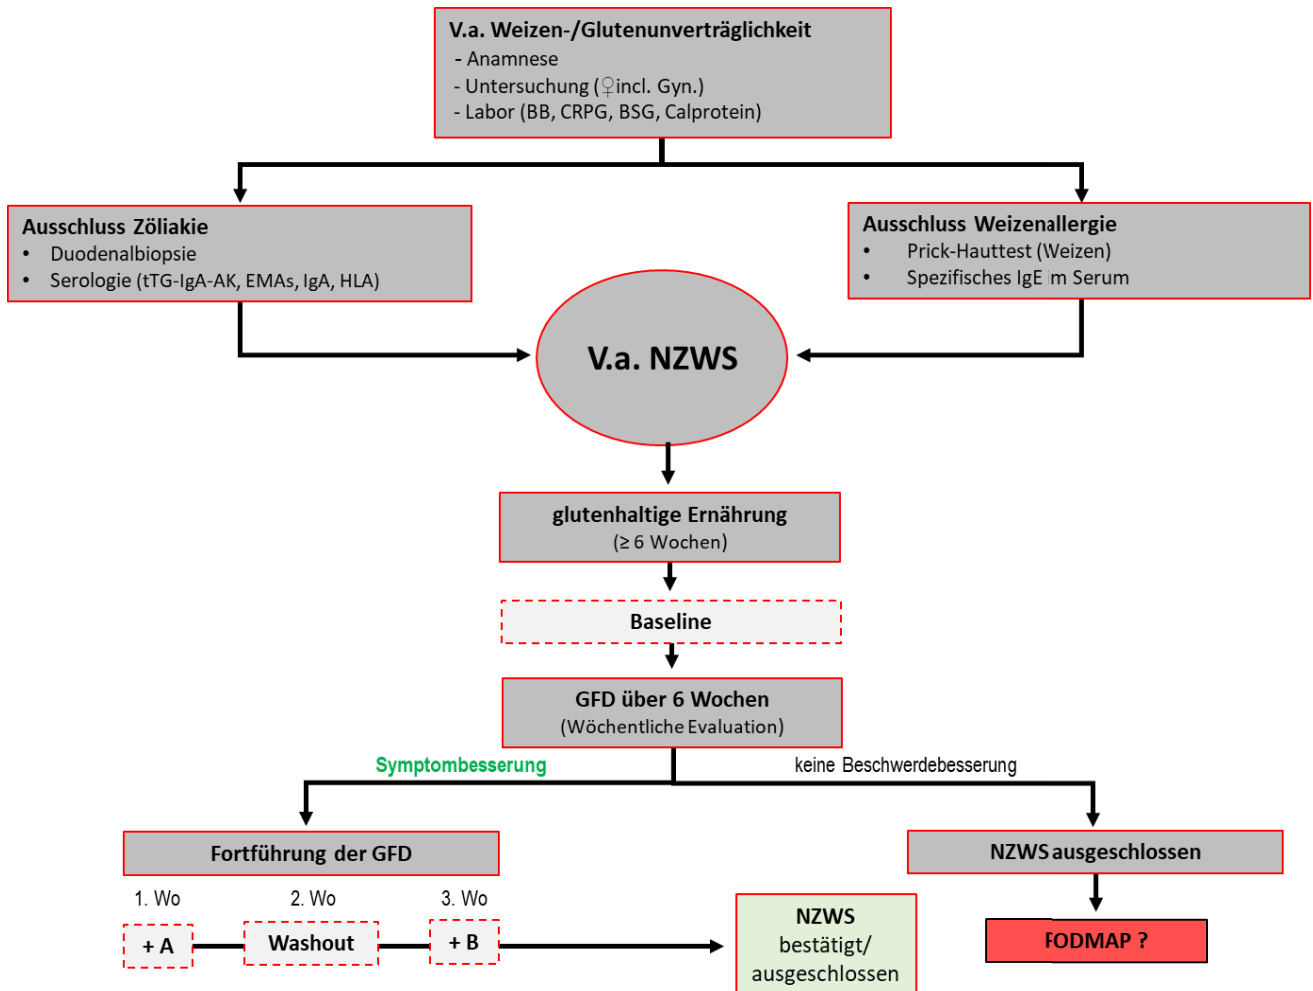 V.a. Weizen-/Glutenunverträglichkeit
- Anamnese
- Untersuchung (♀incl. Gyn.)
- Labor (BB, CRPG, BSG, Calprotein)
Ausschluss Zöliakie
• Duodenalbiopsie
• Serologie (tTG-IgA-AK, EMAs, IgA, HLA)
Ausschluss Weizenallergie
• Prick-Hauttest (Weizen)
• Spezifisches IgE im Serum
V.a. NZWS
glutenhaltige Ernährung
(≥ 6 Wochen)
Baseline
GFD über 6 Wochen
(Wöchentliche Evaluation)
Symptombesserung
keine Beschwerdebesserung
Fortführung der GFD
NZWS ausgeschlossen
1. Wo
2. Wo
3. Wo
+ A
Washout
+ B
NZWS
bestätigt/
ausgeschlossen
FODMAP ?